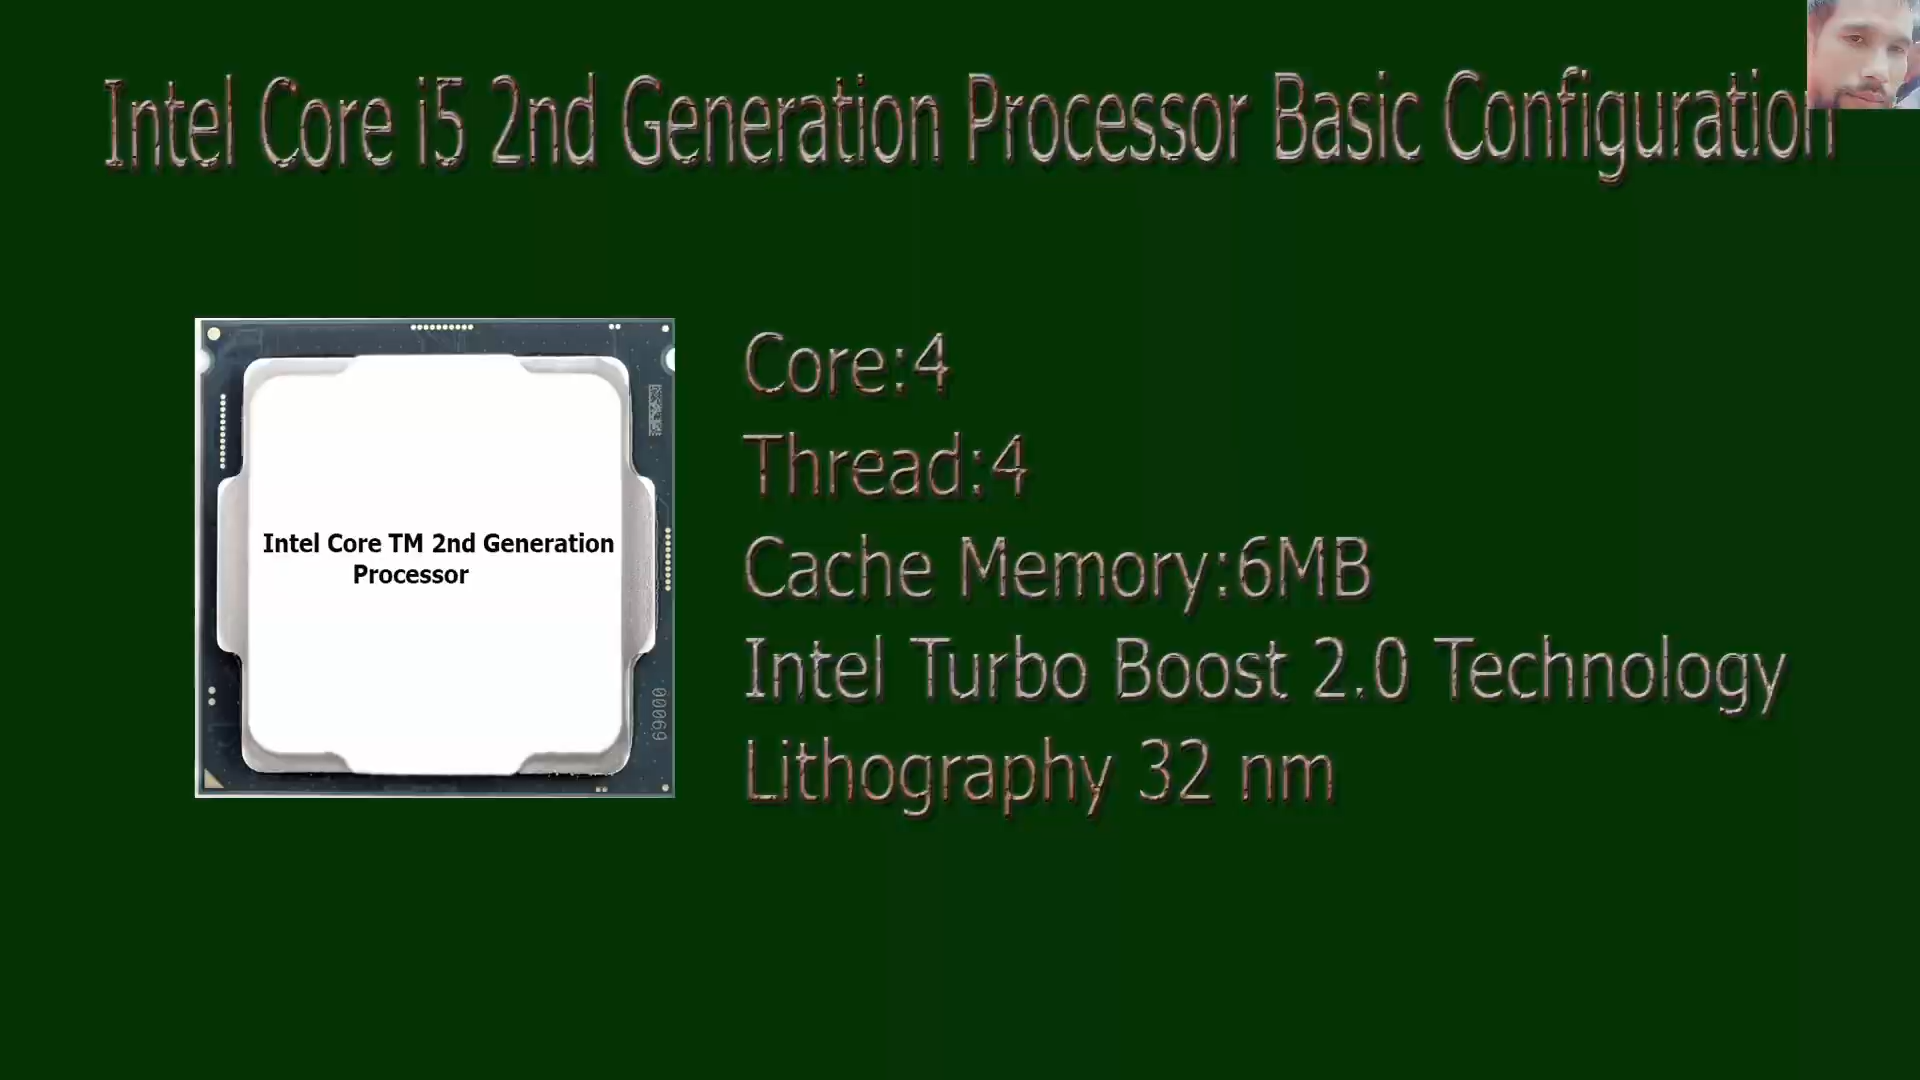 Intel Core i5 2nd Generation Processor Basic Configuration
Intel Core TM 2nd Generation
Processor
69000
Core:4
Thread:4
Cache Memory:6MB
Intel Turbo Boost 2.0 Technology
Lithography 32 nm